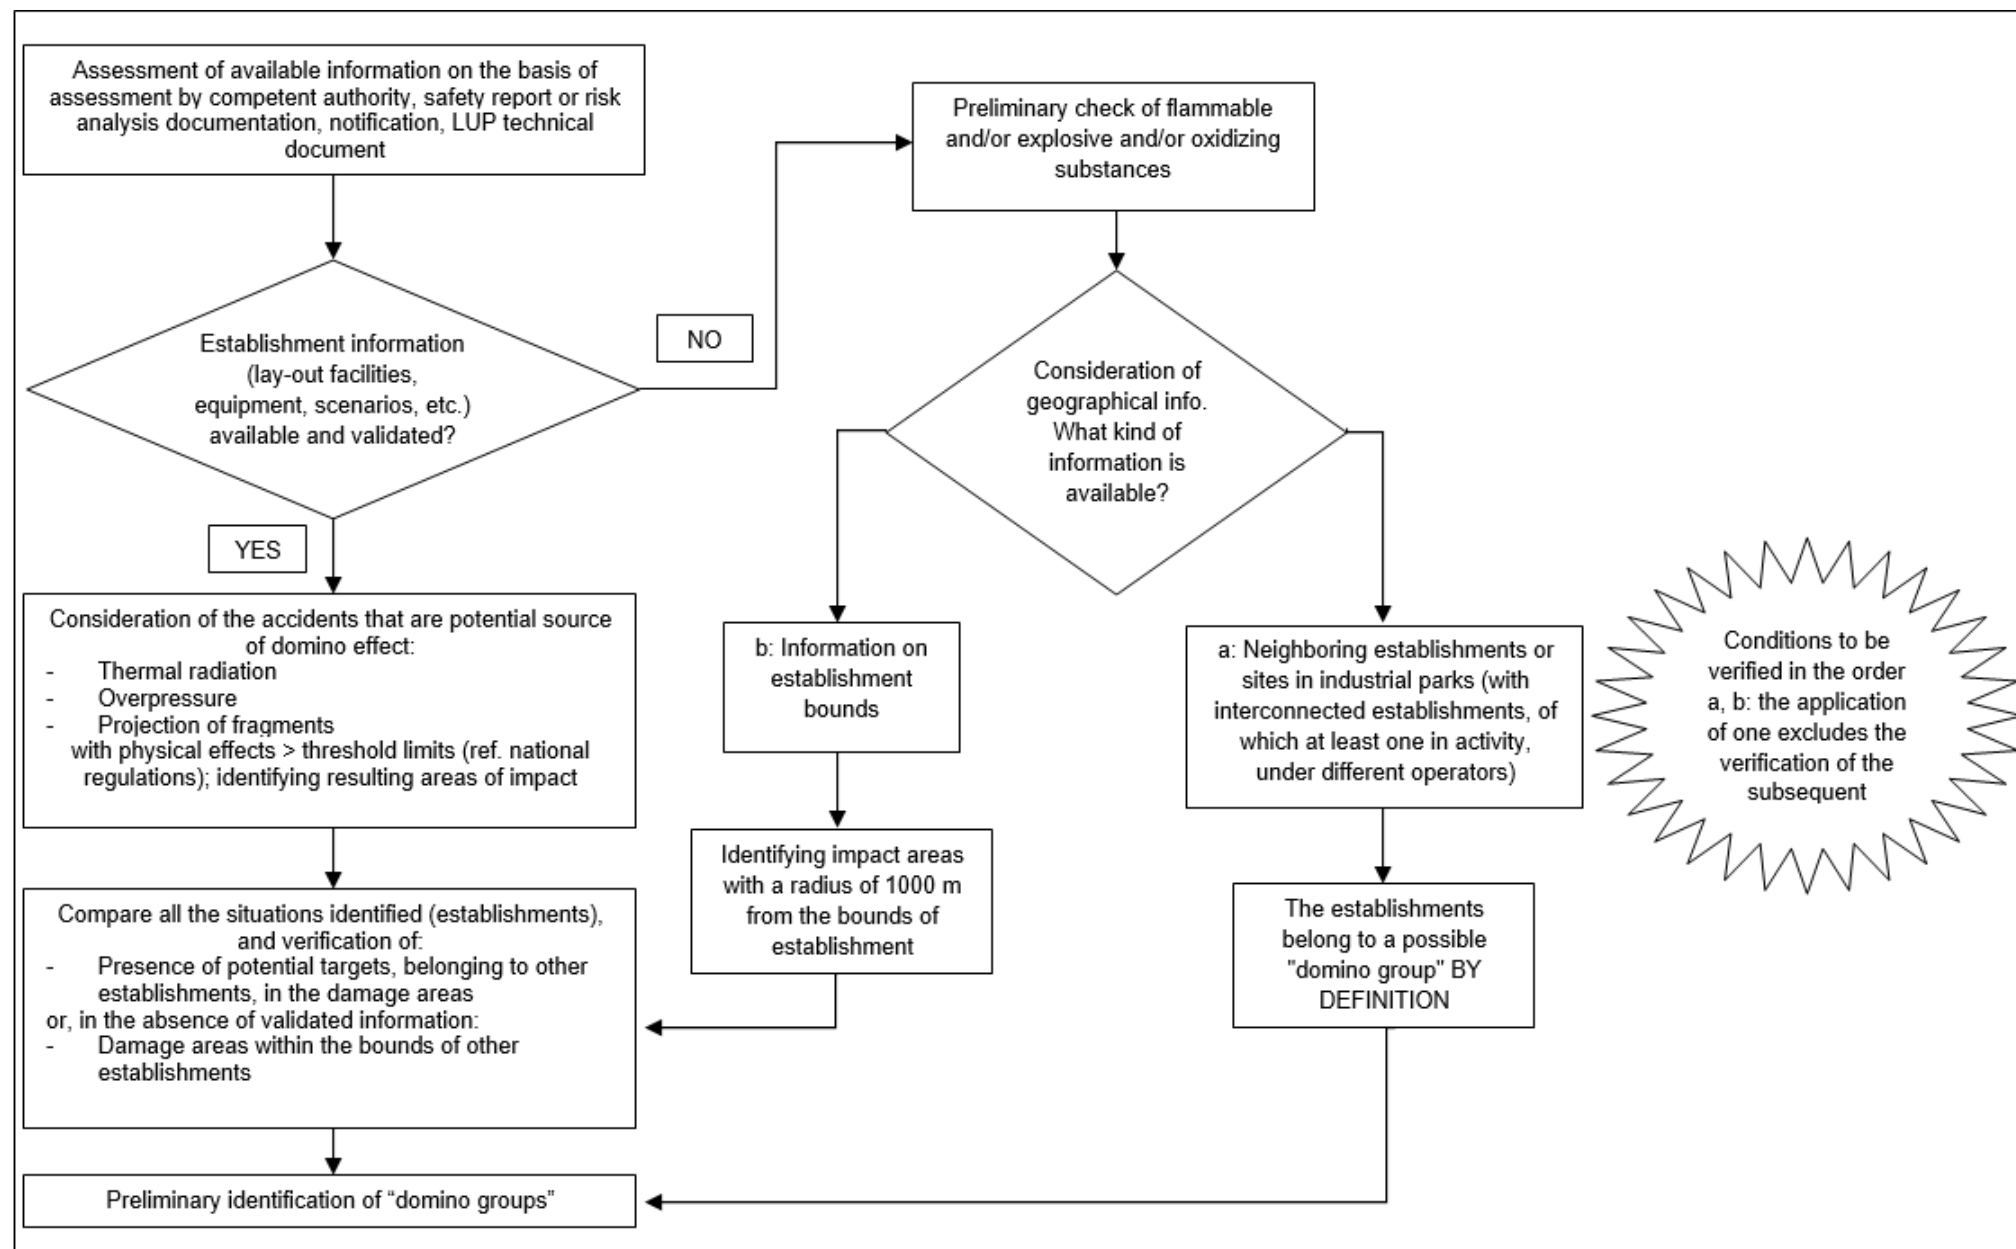 Assessment of available information on the basis of
assessment by competent authority, safety report or risk
analysis documentation, notification, LUP technical
document
Establishment information
(lay-out facilities,
equipment, scenarios, etc.)
available and validated?
NO
YES
Consideration of the accidents that are potential source
of domino effect:
- Thermal radiation
- Overpressure
- Projection of fragments
with physical effects > threshold limits (ref. national
regulations); identifying resulting areas of impact
Compare all the situations identified (establishments),
and verification of:
- Presence of potential targets, belonging to other
establishments, in the damage areas
or, in the absence of validated information:
- Damage areas within the bounds of other
establishments
Preliminary identification of “domino groups”
Preliminary check of flammable
and/or explosive and/or oxidizing
substances
Consideration of
geographical info.
What kind of
information is
available?
b: Information on
establishment
bounds
Identifying impact areas
with a radius of 1000 m
from the bounds of
establishment
a: Neighboring establishments or
sites in industrial parks (with
interconnected establishments, of
which at least one in activity,
under different operators)
The establishments
belong to a possible
"domino group" BY
DEFINITION
Conditions to be
verified in the order
a, b: the application
of one excludes the
verification of the
subsequent